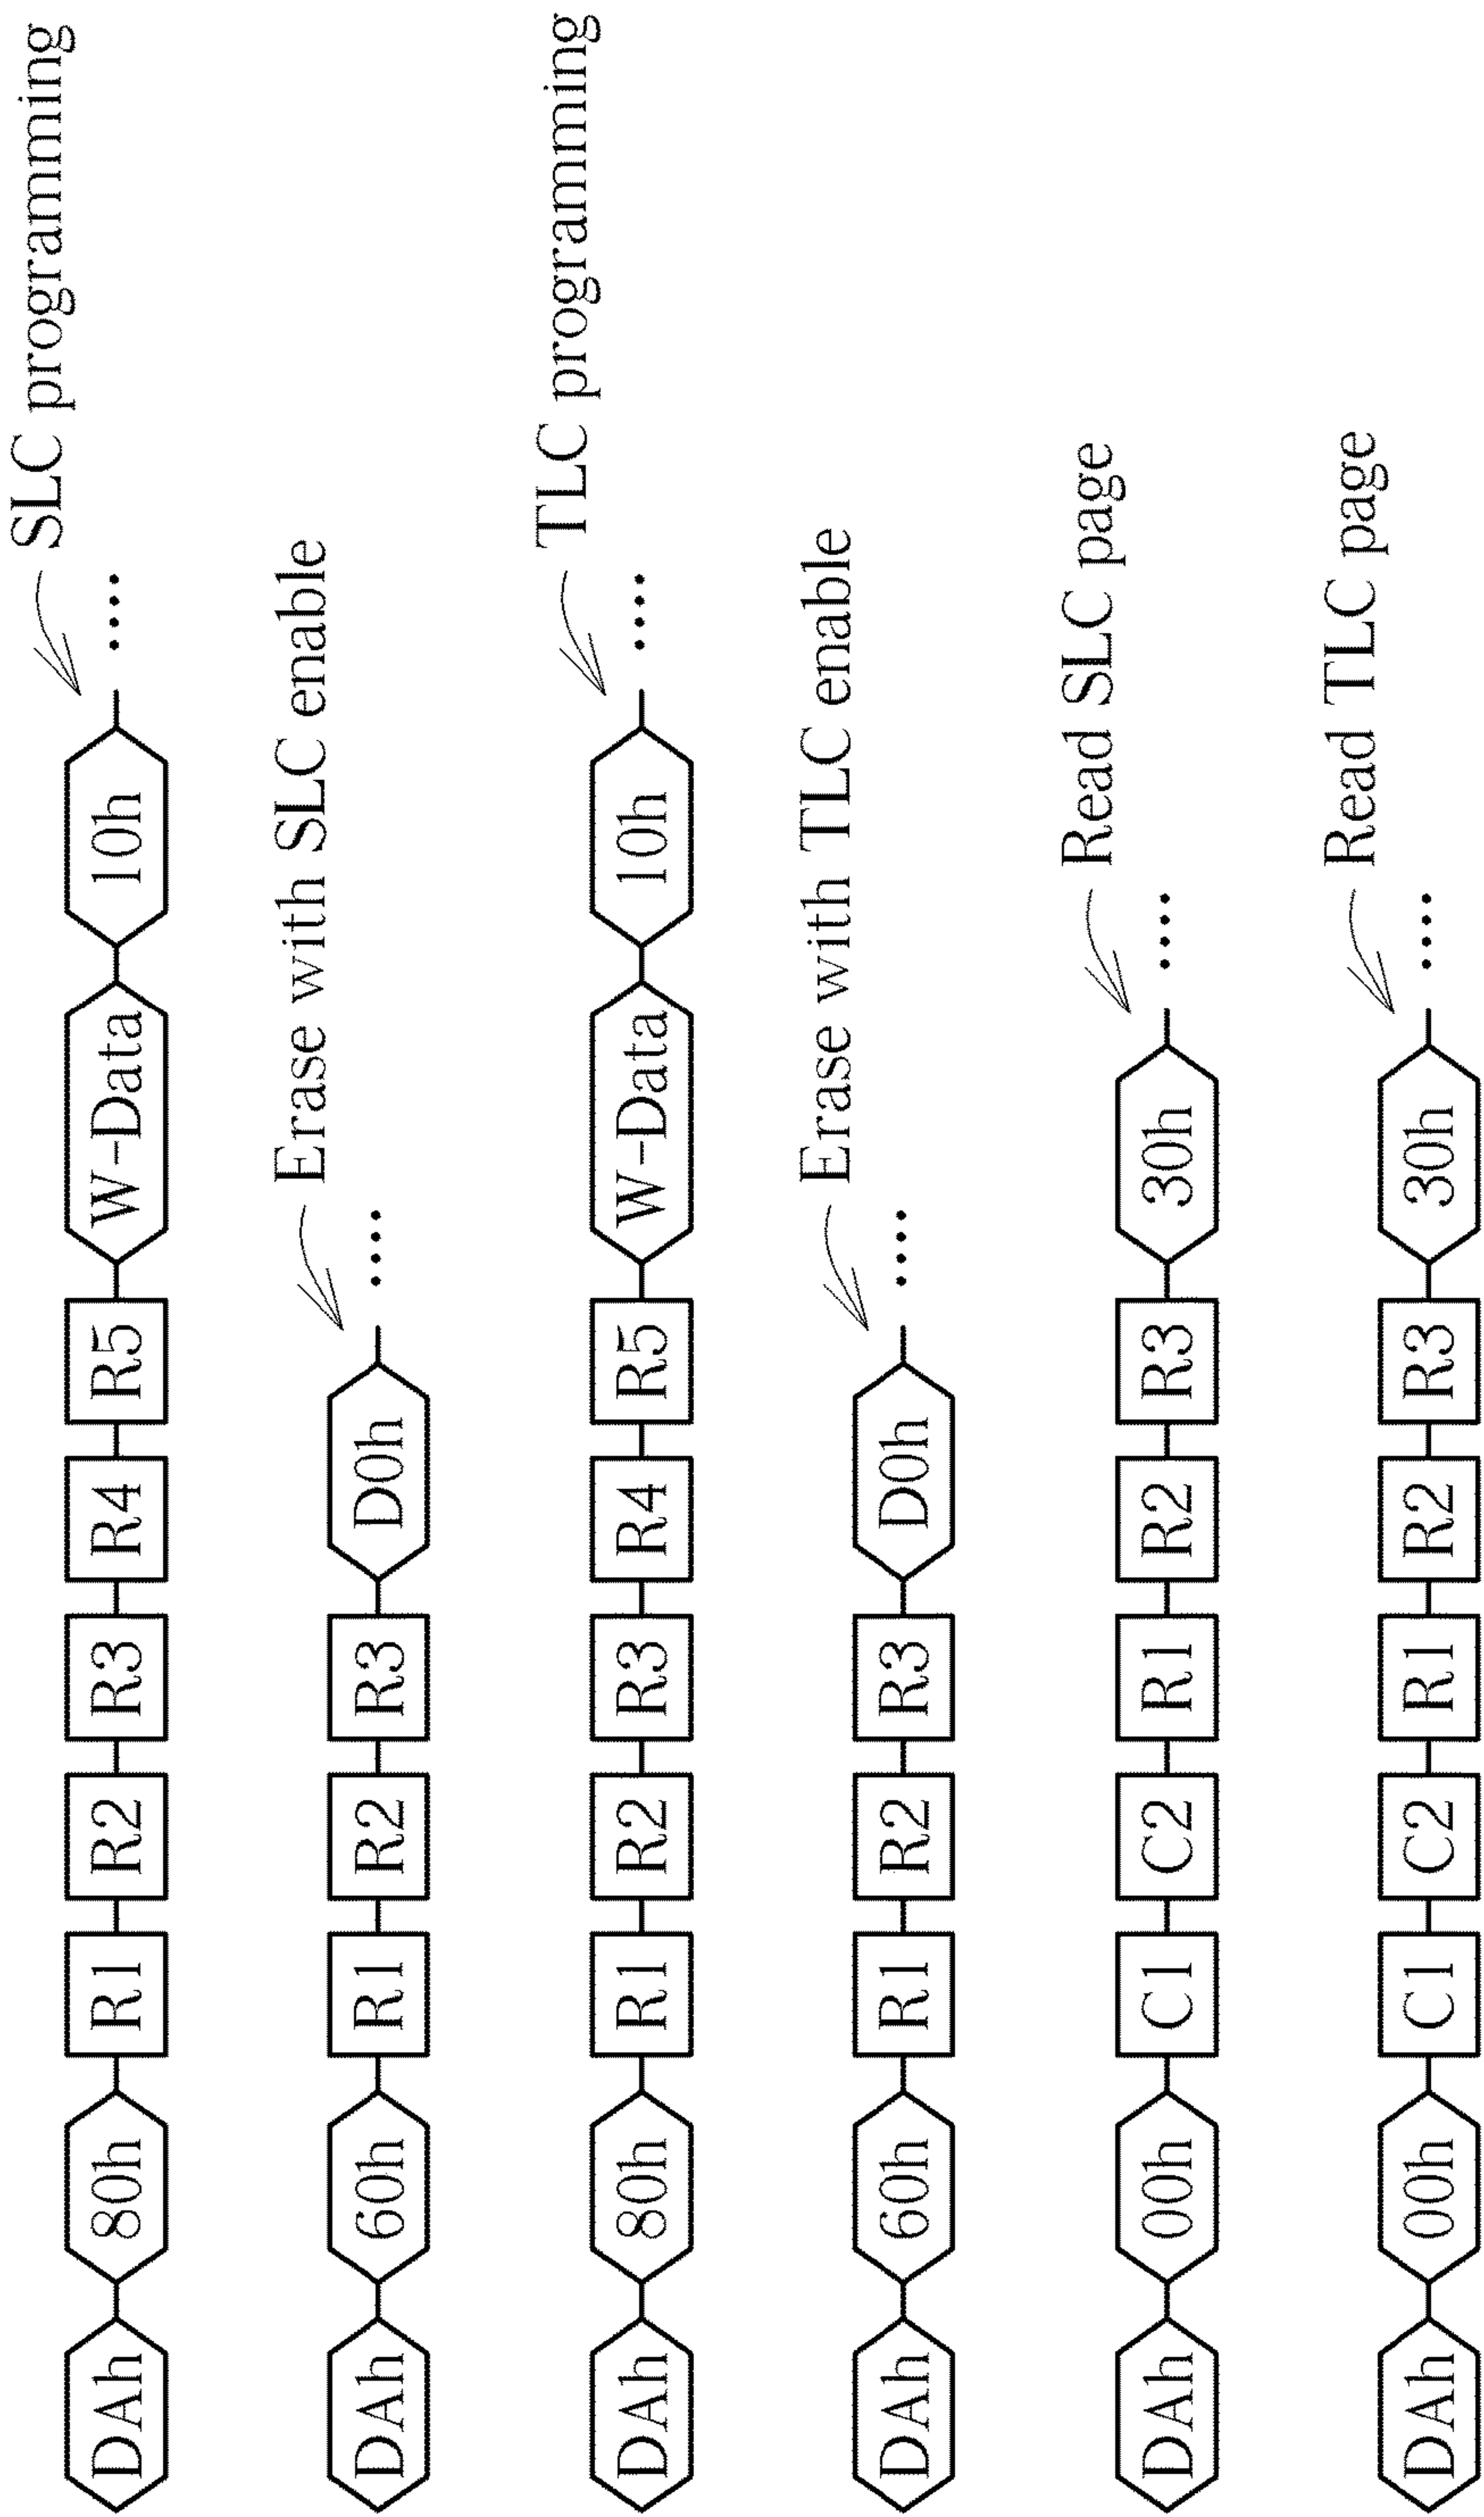 DAh 80h R1 R2 R3 R4 R5 W-Data 10h .... SLC programming
DAh 60h R1 R2 R3 D0h .... Erase with SLC enable
DAh 80h R1 R2 R3 R4 R5 W-Data 10h .... TLC programming
DAh 60h R1 R2 R3 D0h .... Erase with TLC enable
DAh 00h C1 C2 R1 R2 R3 30h .... Read SLC page
DAh 00h C1 C2 R1 R2 R3 30h .... Read TLC page